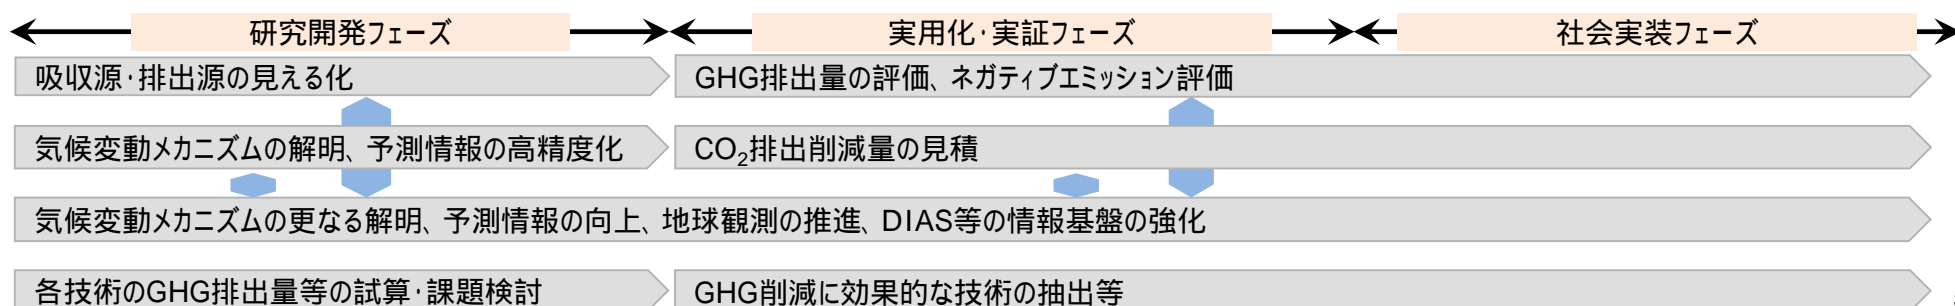 研究開発フェーズ 実用化・実証フェーズ 社会実装フェーズ
吸収源・排出源の見える化 GHG排出量の評価、ネガティブエミッション評価
気候変動メカニズムの解明、予測情報の高精度化 CO₂排出削減量の見積
気候変動メカニズムの更なる解明、予測情報の向上、地球観測の推進、DIAS等の情報基盤の強化
各技術のGHG排出量等の試算・課題検討 GHG削減に効果的な技術の抽出等